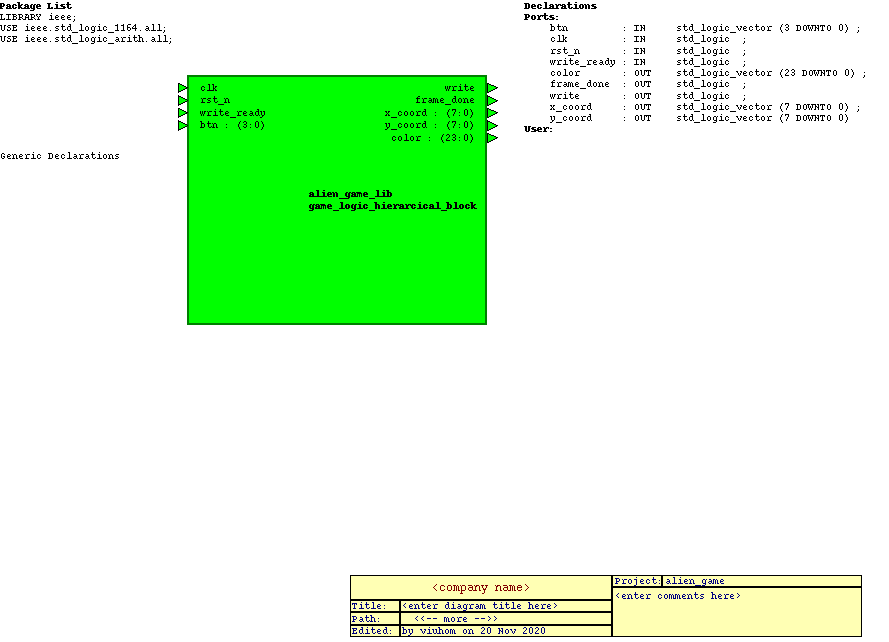 Package List
LIBRARY ieee;
USE ieee.std_logic_1164.all;
USE ieee.std_logic_arith.all;
Declarations
Ports:
btn : IN std_logic_vector (3 DOWNTO 0) ;
clk : IN std_logic ;
rst_n : IN std_logic ;
write_ready : IN std_logic ;
color : OUT std_logic_vector (23 DOWNTO 0) ;
frame_done : OUT std_logic ;
write : OUT std_logic ;
x_coord : OUT std_logic_vector (7 DOWNTO 0) ;
y_coord : OUT std_logic_vector (7 DOWNTO 0)
User:
clk write
rst_n frame_done
write_ready x_coord : (7:0)
btn : (3:0) y_coord : (7:0)
color : (23:0)
Generic Declarations
alien_game_lib
game_logic_hierarcical_block
<company name>
Title: <enter diagram title here>
Path: <<-- more -->>
Edited: by viuhom on 20 Nov 2020
Project: alien_game
<enter comments here>